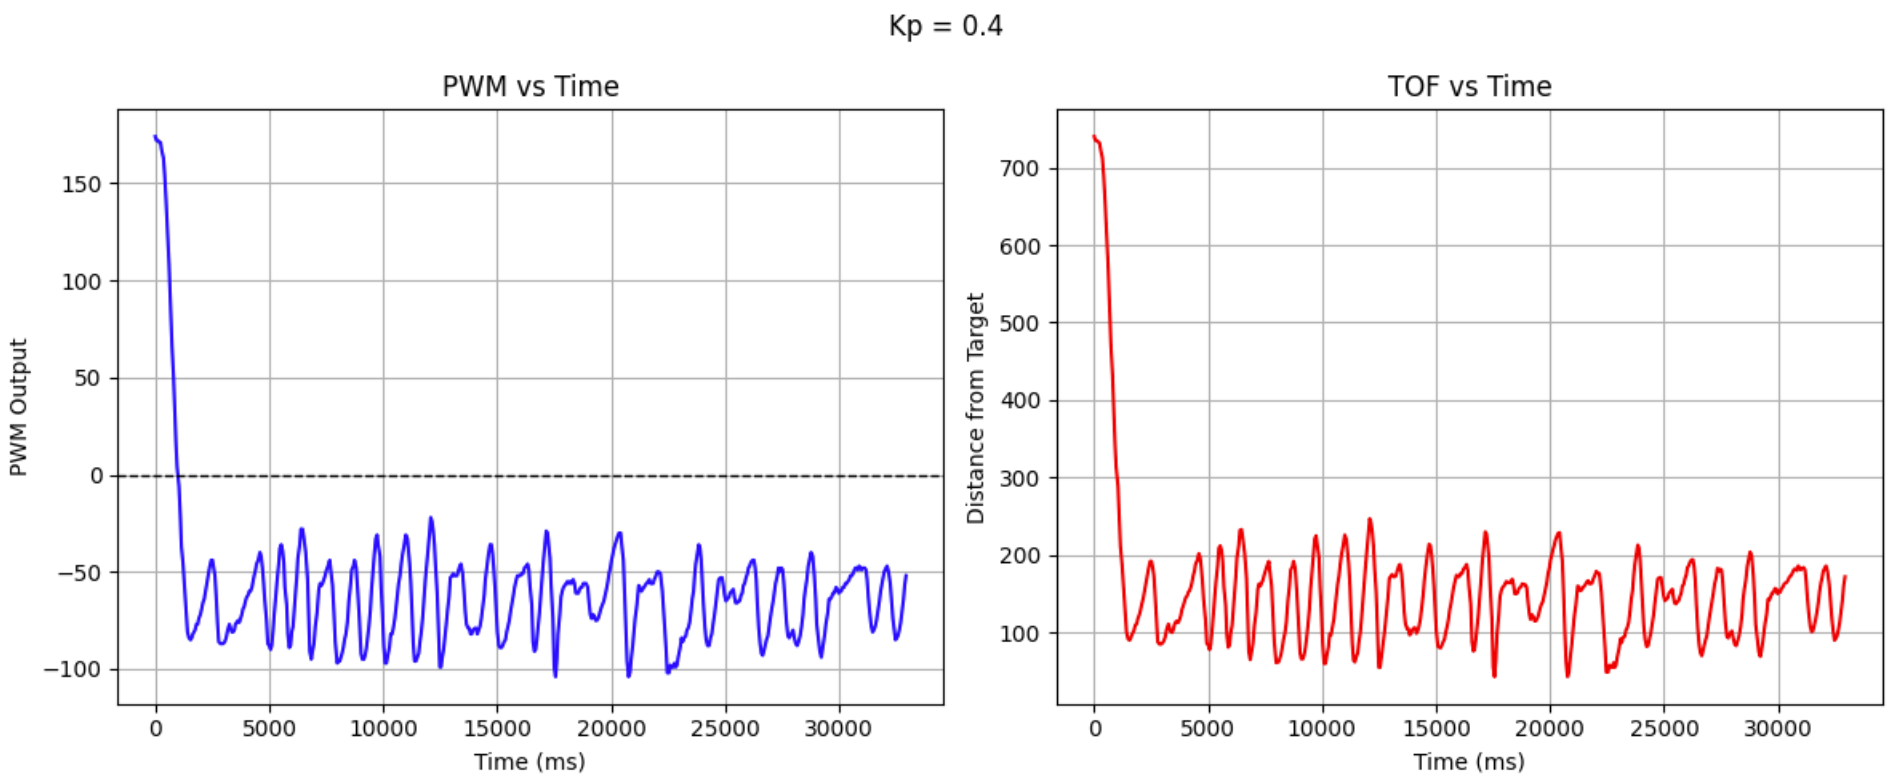 Kp = 0.4
PWM vs Time
PWM Output
150
100
50
0
−50
−100
0 5000 10000 15000 20000 25000 30000
Time (ms)
TOF vs Time
Distance from Target
700
600
500
400
300
200
100
0 5000 10000 15000 20000 25000 30000
Time (ms)